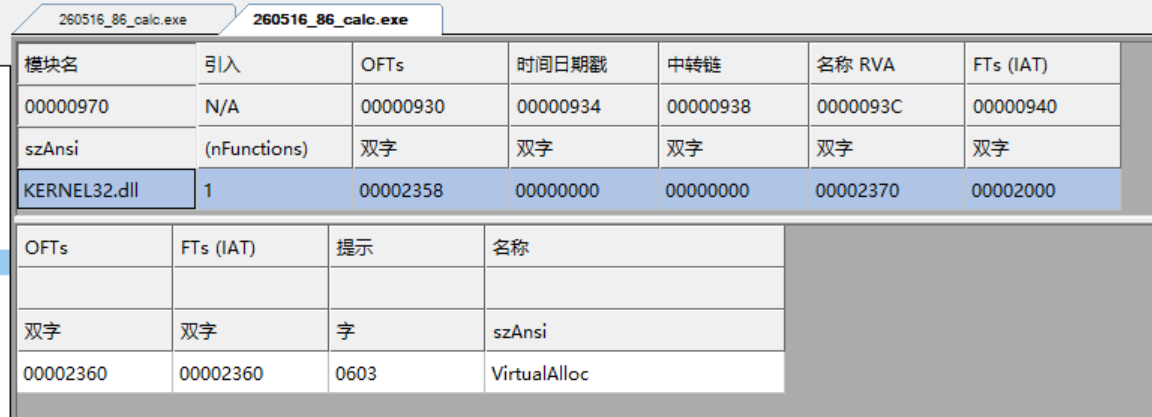 260516_86_calc.exe 260516_86_calc.exe
模块名 引入 OFTs 时间日期戳 中转链 名称 RVA FTs (IAT)
00000970 N/A 00000930 00000934 00000938 0000093C 00000940
szAnsi (nFunctions) 双字 双字 双字 双字 双字
KERNEL32.dll 1 00002358 00000000 00000000 00002370 00002000
OFTs FTs (IAT) 提示 名称
双字 双字 字 szAnsi
00002360 00002360 0603 VirtualAlloc